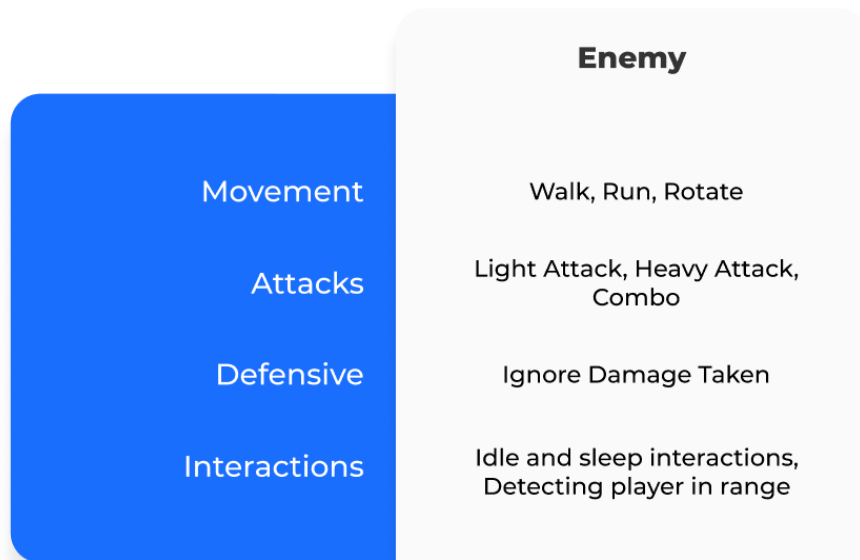 Enemy
Movement
Walk, Run, Rotate
Attacks
Light Attack, Heavy Attack,
Combo
Defensive
Ignore Damage Taken
Interactions
Idle and sleep interactions,
Detecting player in range